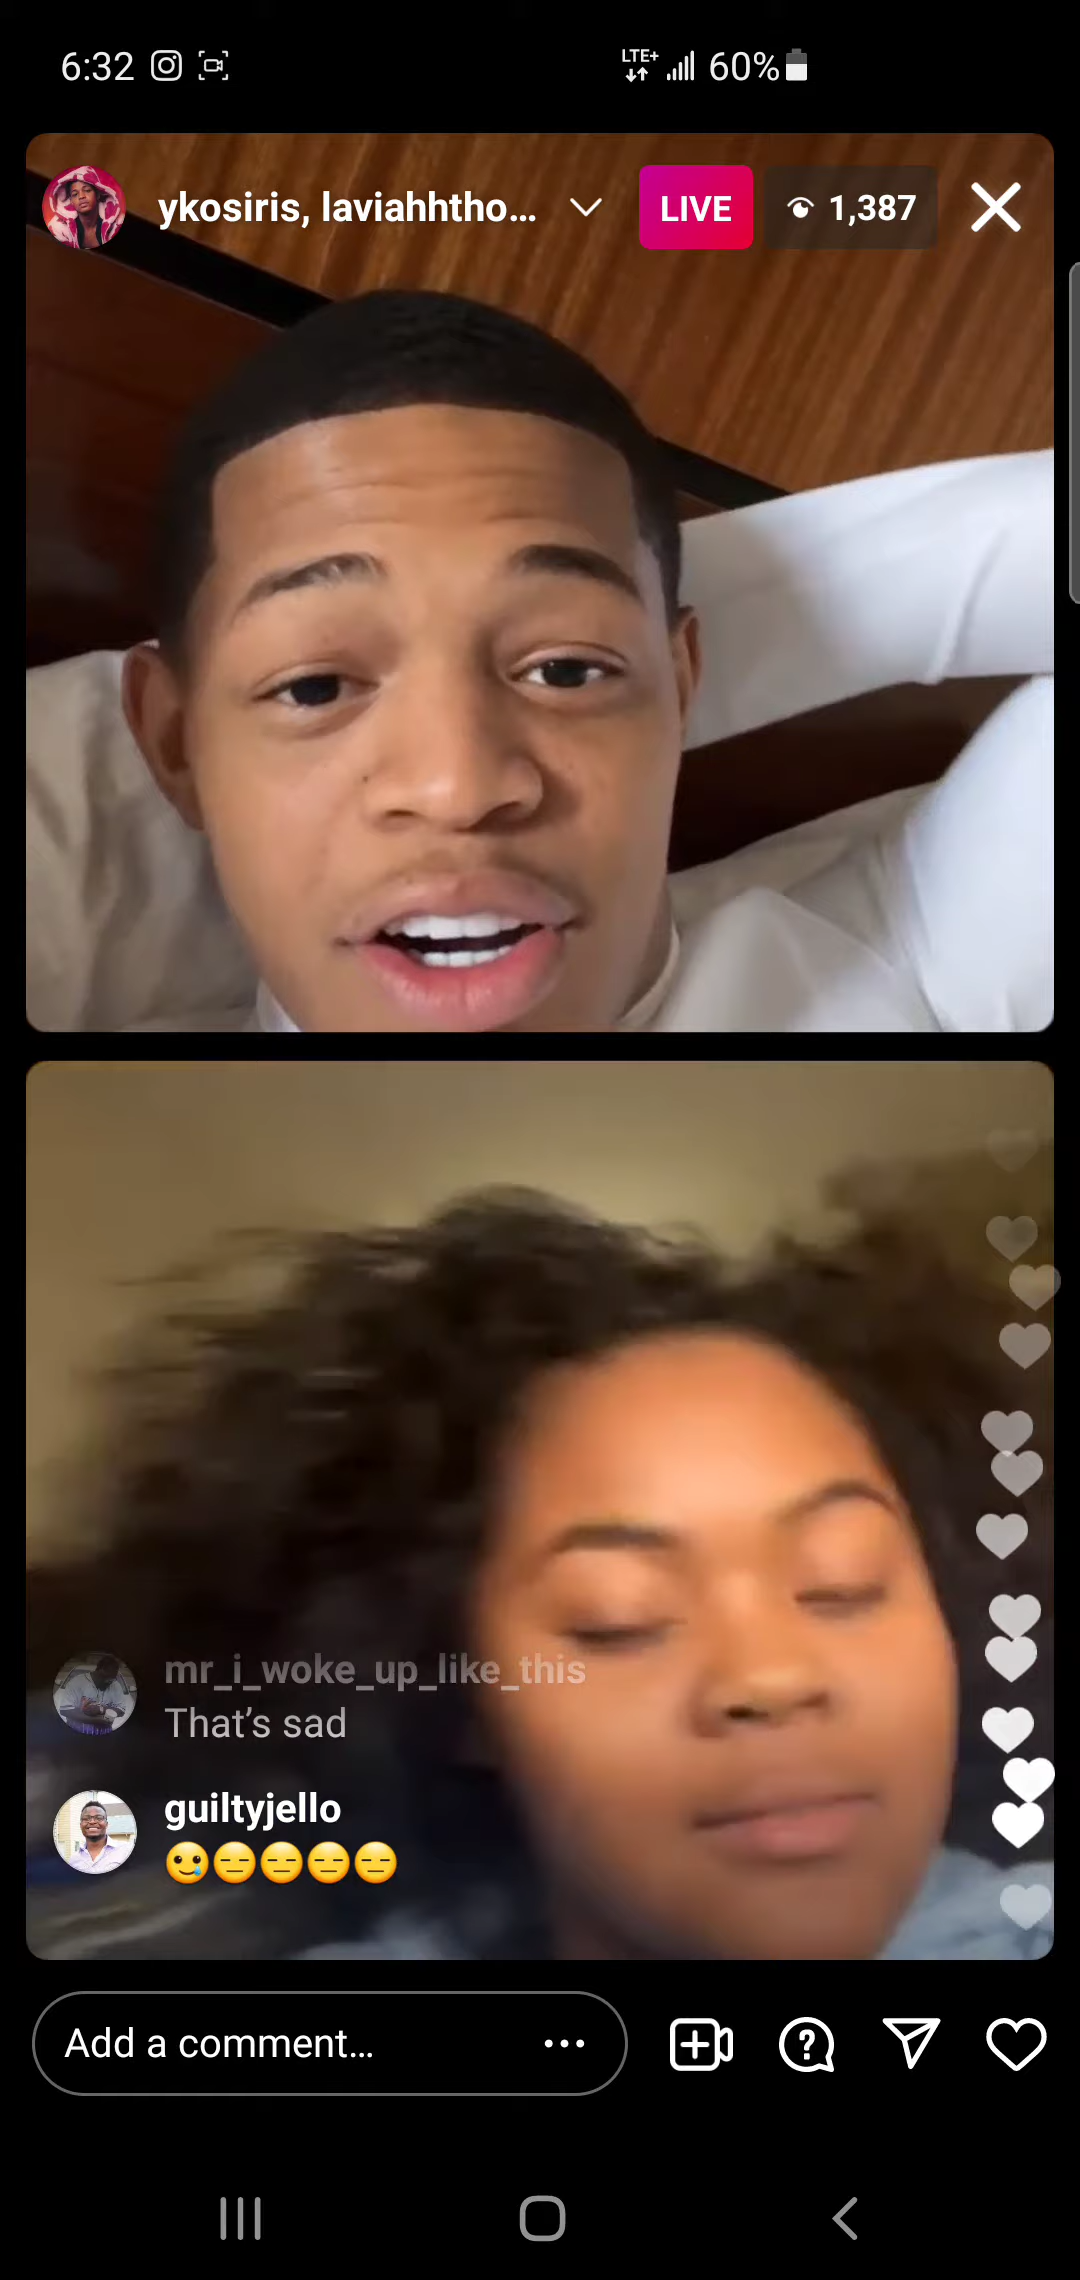 6:32 LTE+ 60%
ykosiris, laviahhtho... LIVE 1,387
mr_i_woke_up_like_this
That's sad
guiltyjello
🥲😑😑😑😑
Add a comment...